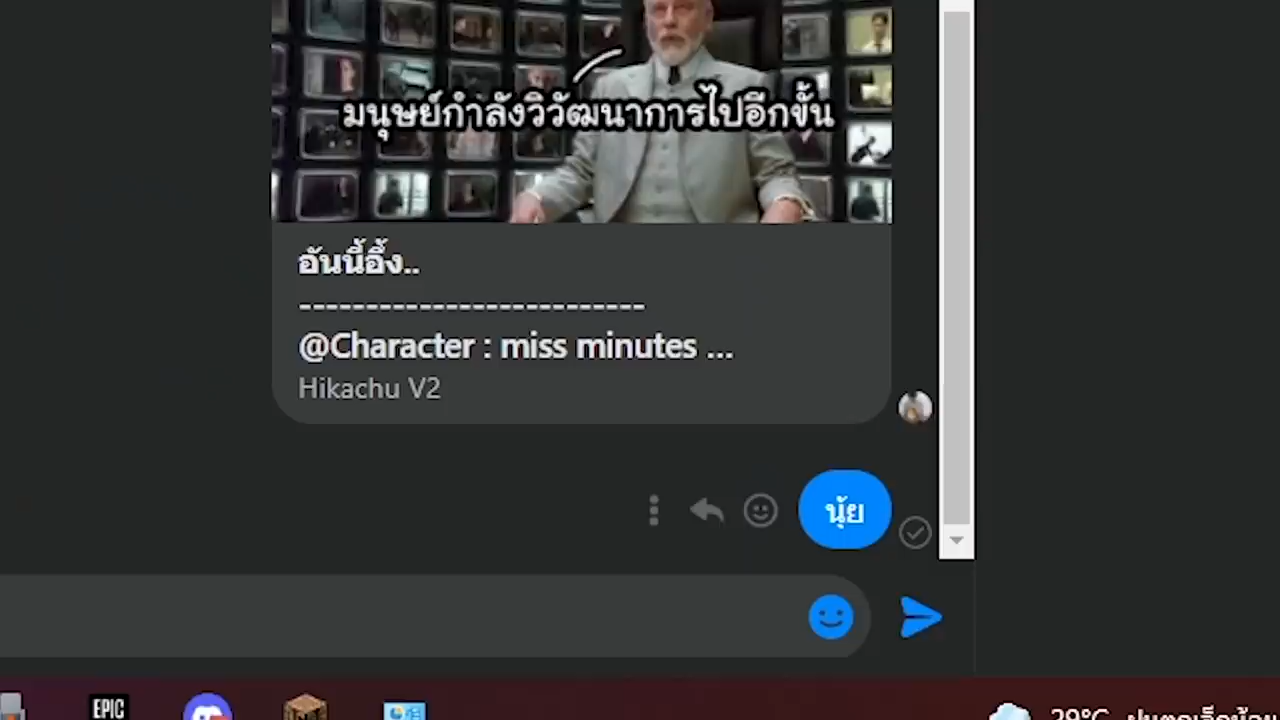 มนุษย์กำลังวิวัฒนาการไปอีกขั้น
อันนี้อึ้ง..
--------------------------
@Character : miss minutes ...
Hikachu V2
นุ้ย
EPIC
29°C